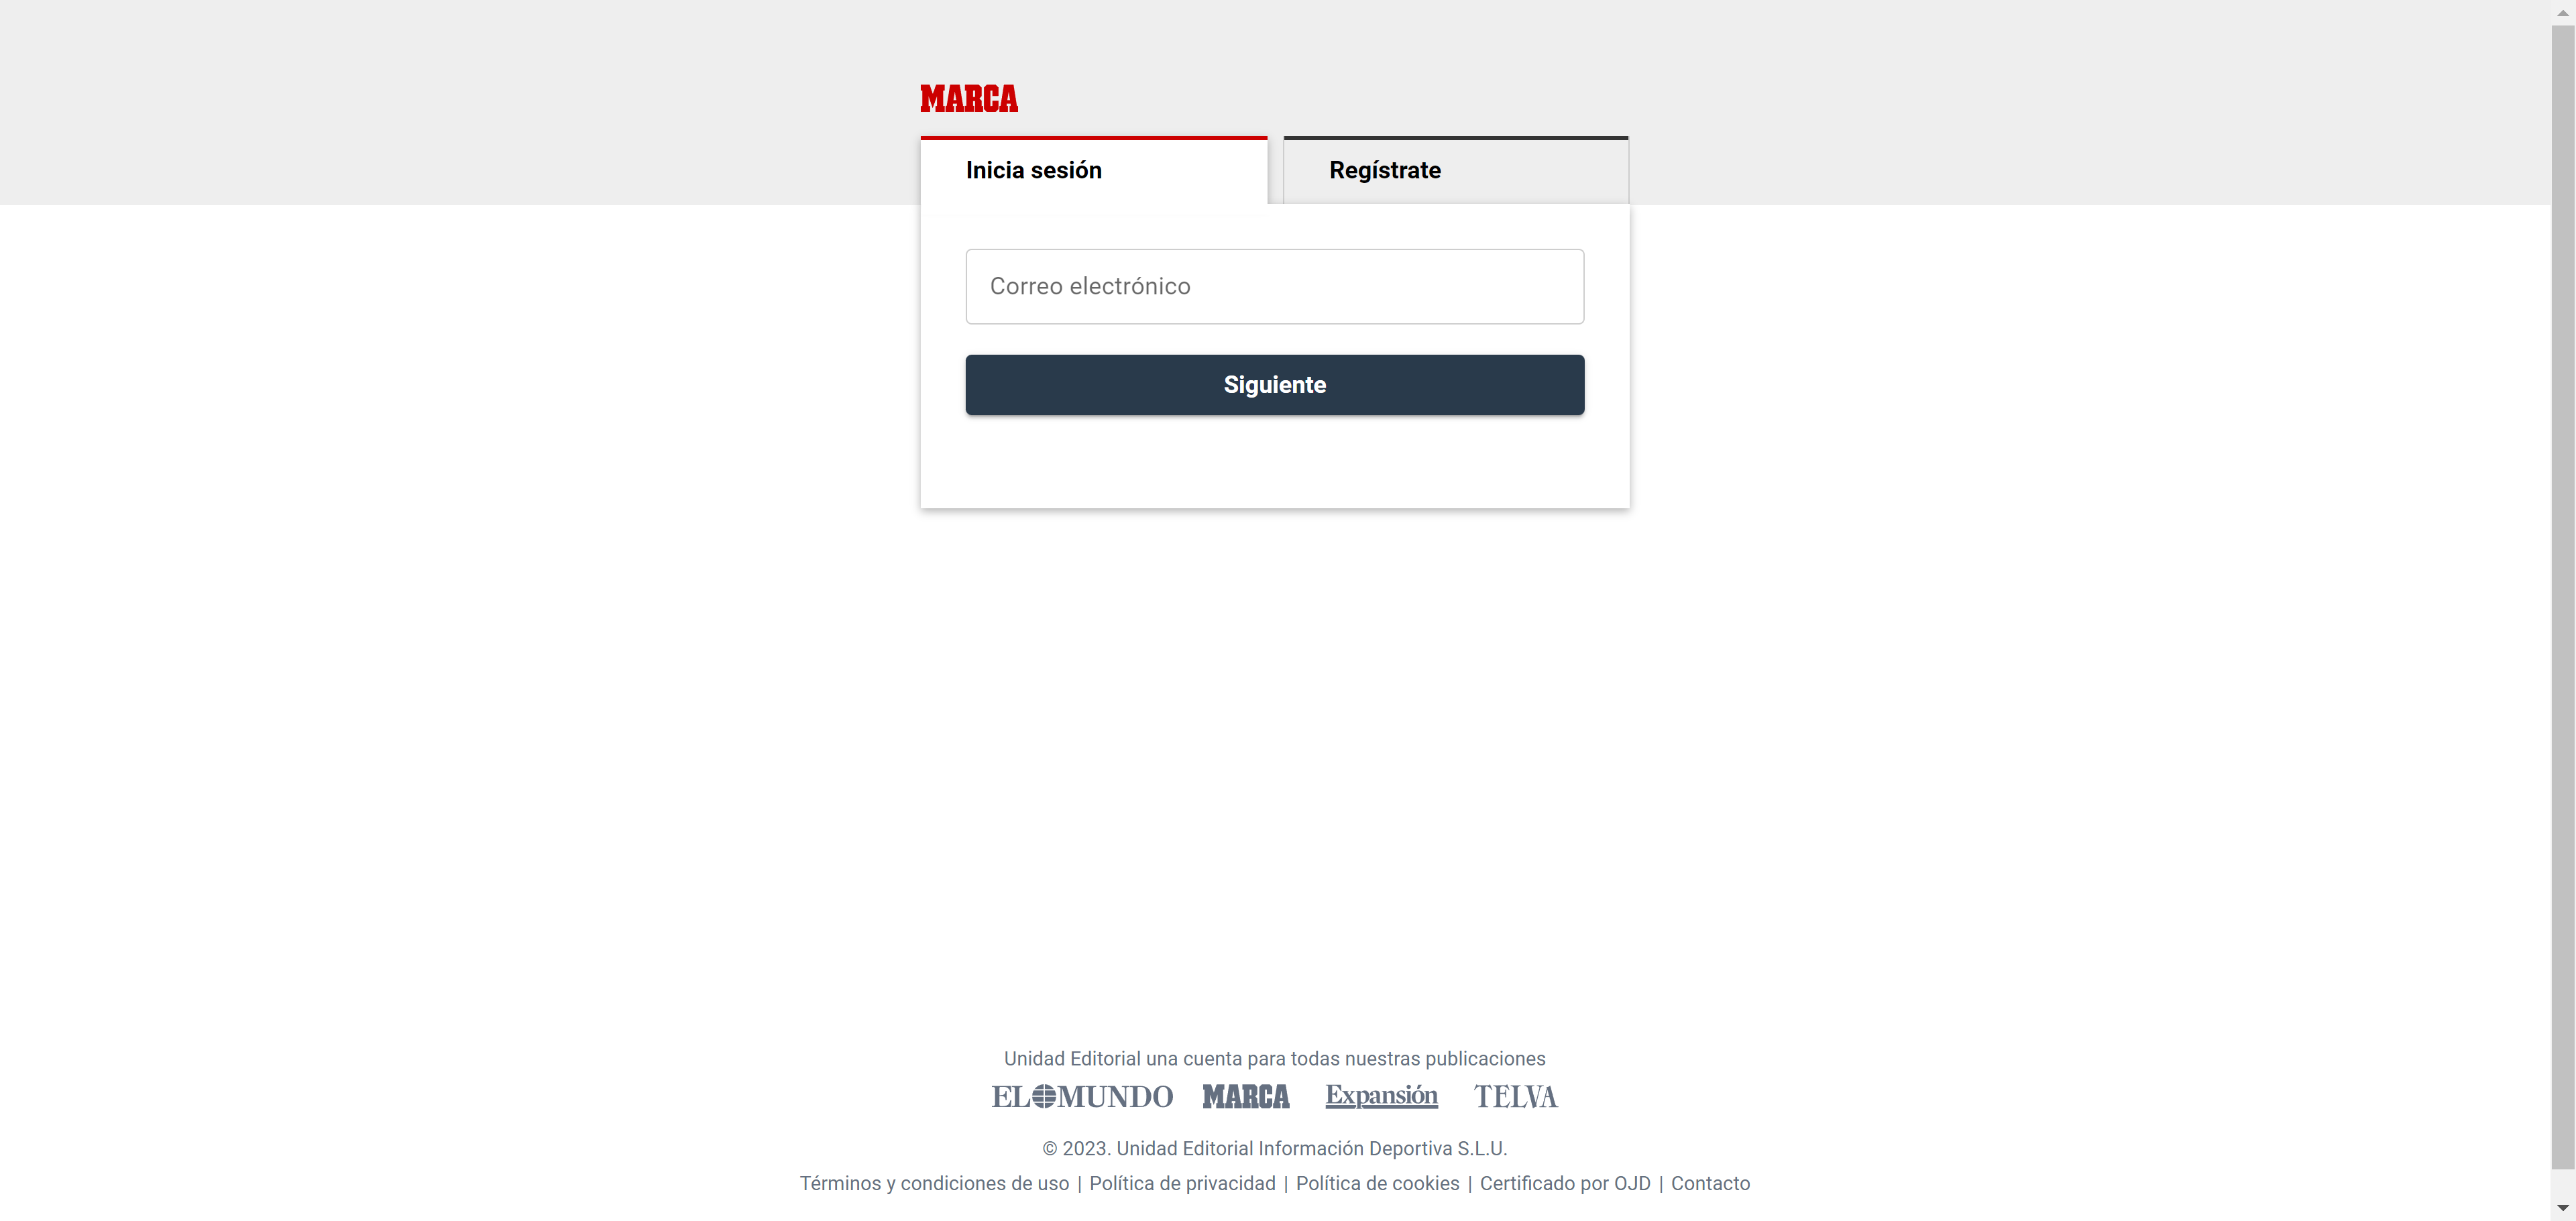 MARCA
Inicia sesión
Regístrate
Correo electrónico
Siguiente
Unidad Editorial una cuenta para todas nuestras publicaciones
EL MUNDO MARCA Expansión TELVA
© 2023. Unidad Editorial Información Deportiva S.L.U.
Términos y condiciones de uso | Política de privacidad | Política de cookies | Certificado por OJD | Contacto